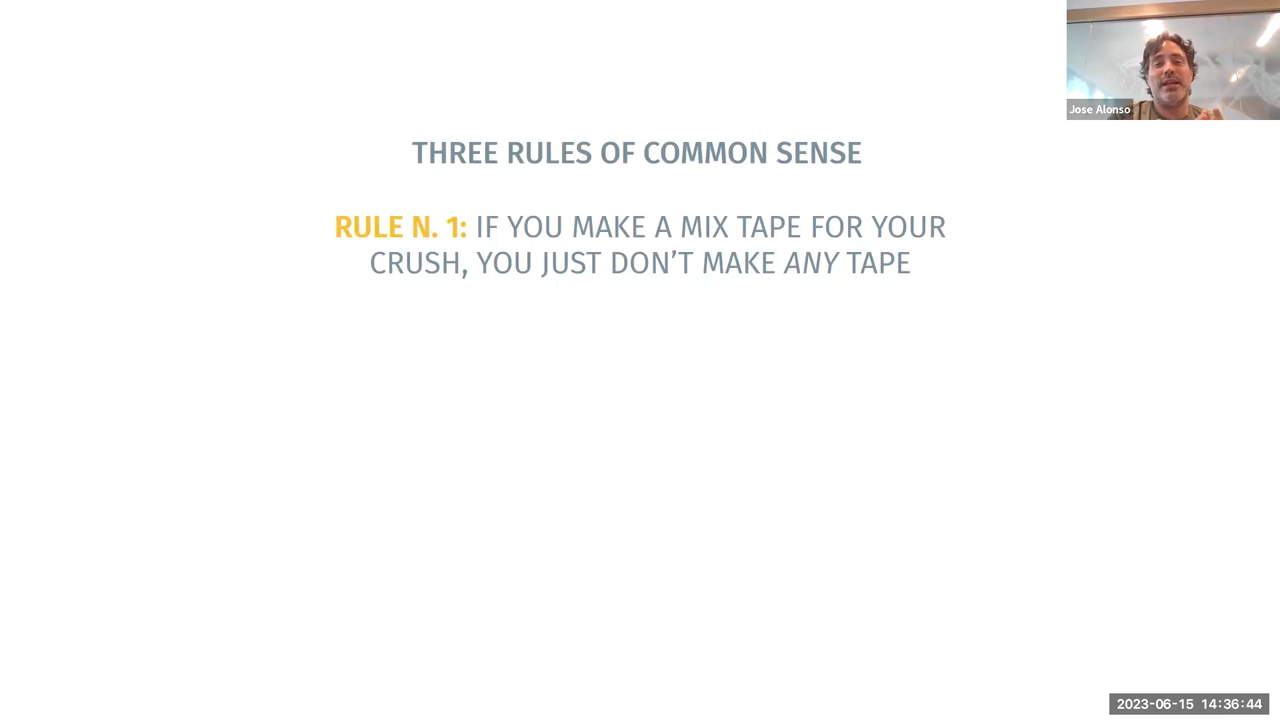 Jose Alonso
THREE RULES OF COMMON SENSE
RULE N. 1: IF YOU MAKE A MIX TAPE FOR YOUR
CRUSH, YOU JUST DON’T MAKE ANY TAPE
2023-06-15 14:36:44